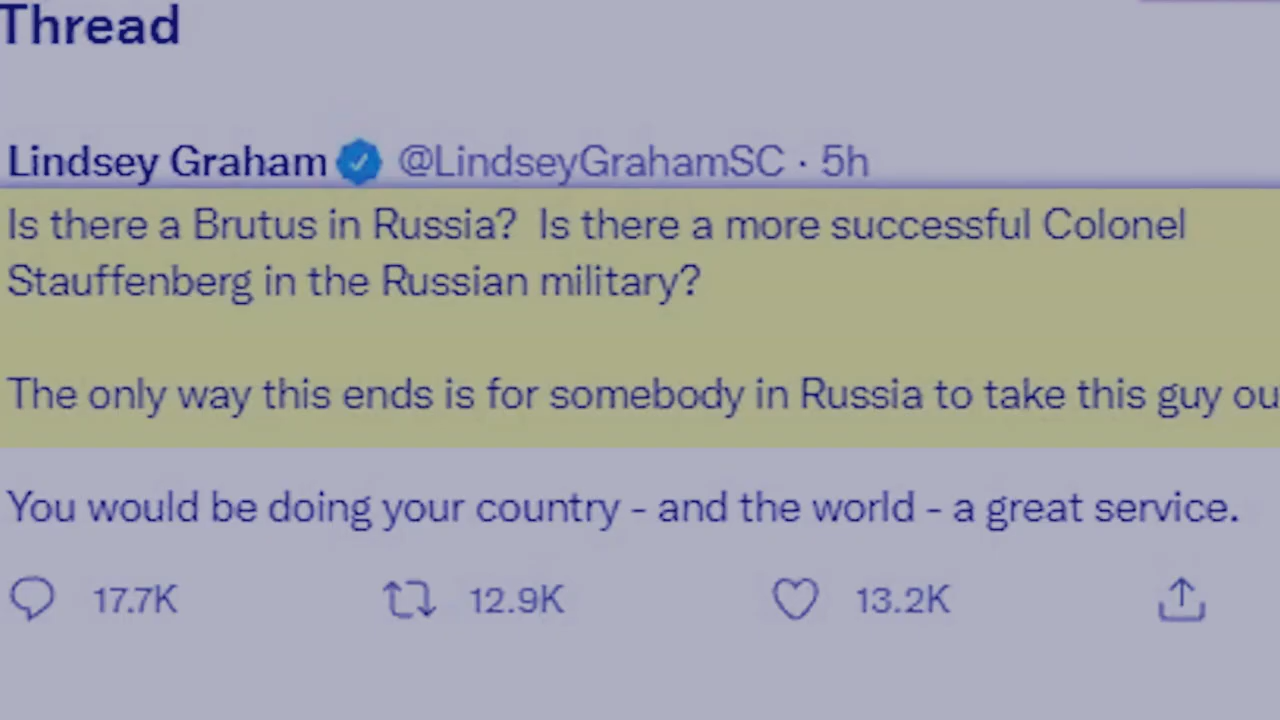 Thread
Lindsey Graham @LindseyGrahamSC · 5h
Is there a Brutus in Russia? Is there a more successful Colonel
Stauffenberg in the Russian military?
The only way this ends is for somebody in Russia to take this guy ou
You would be doing your country - and the world - a great service.
17.7K 12.9K 13.2K